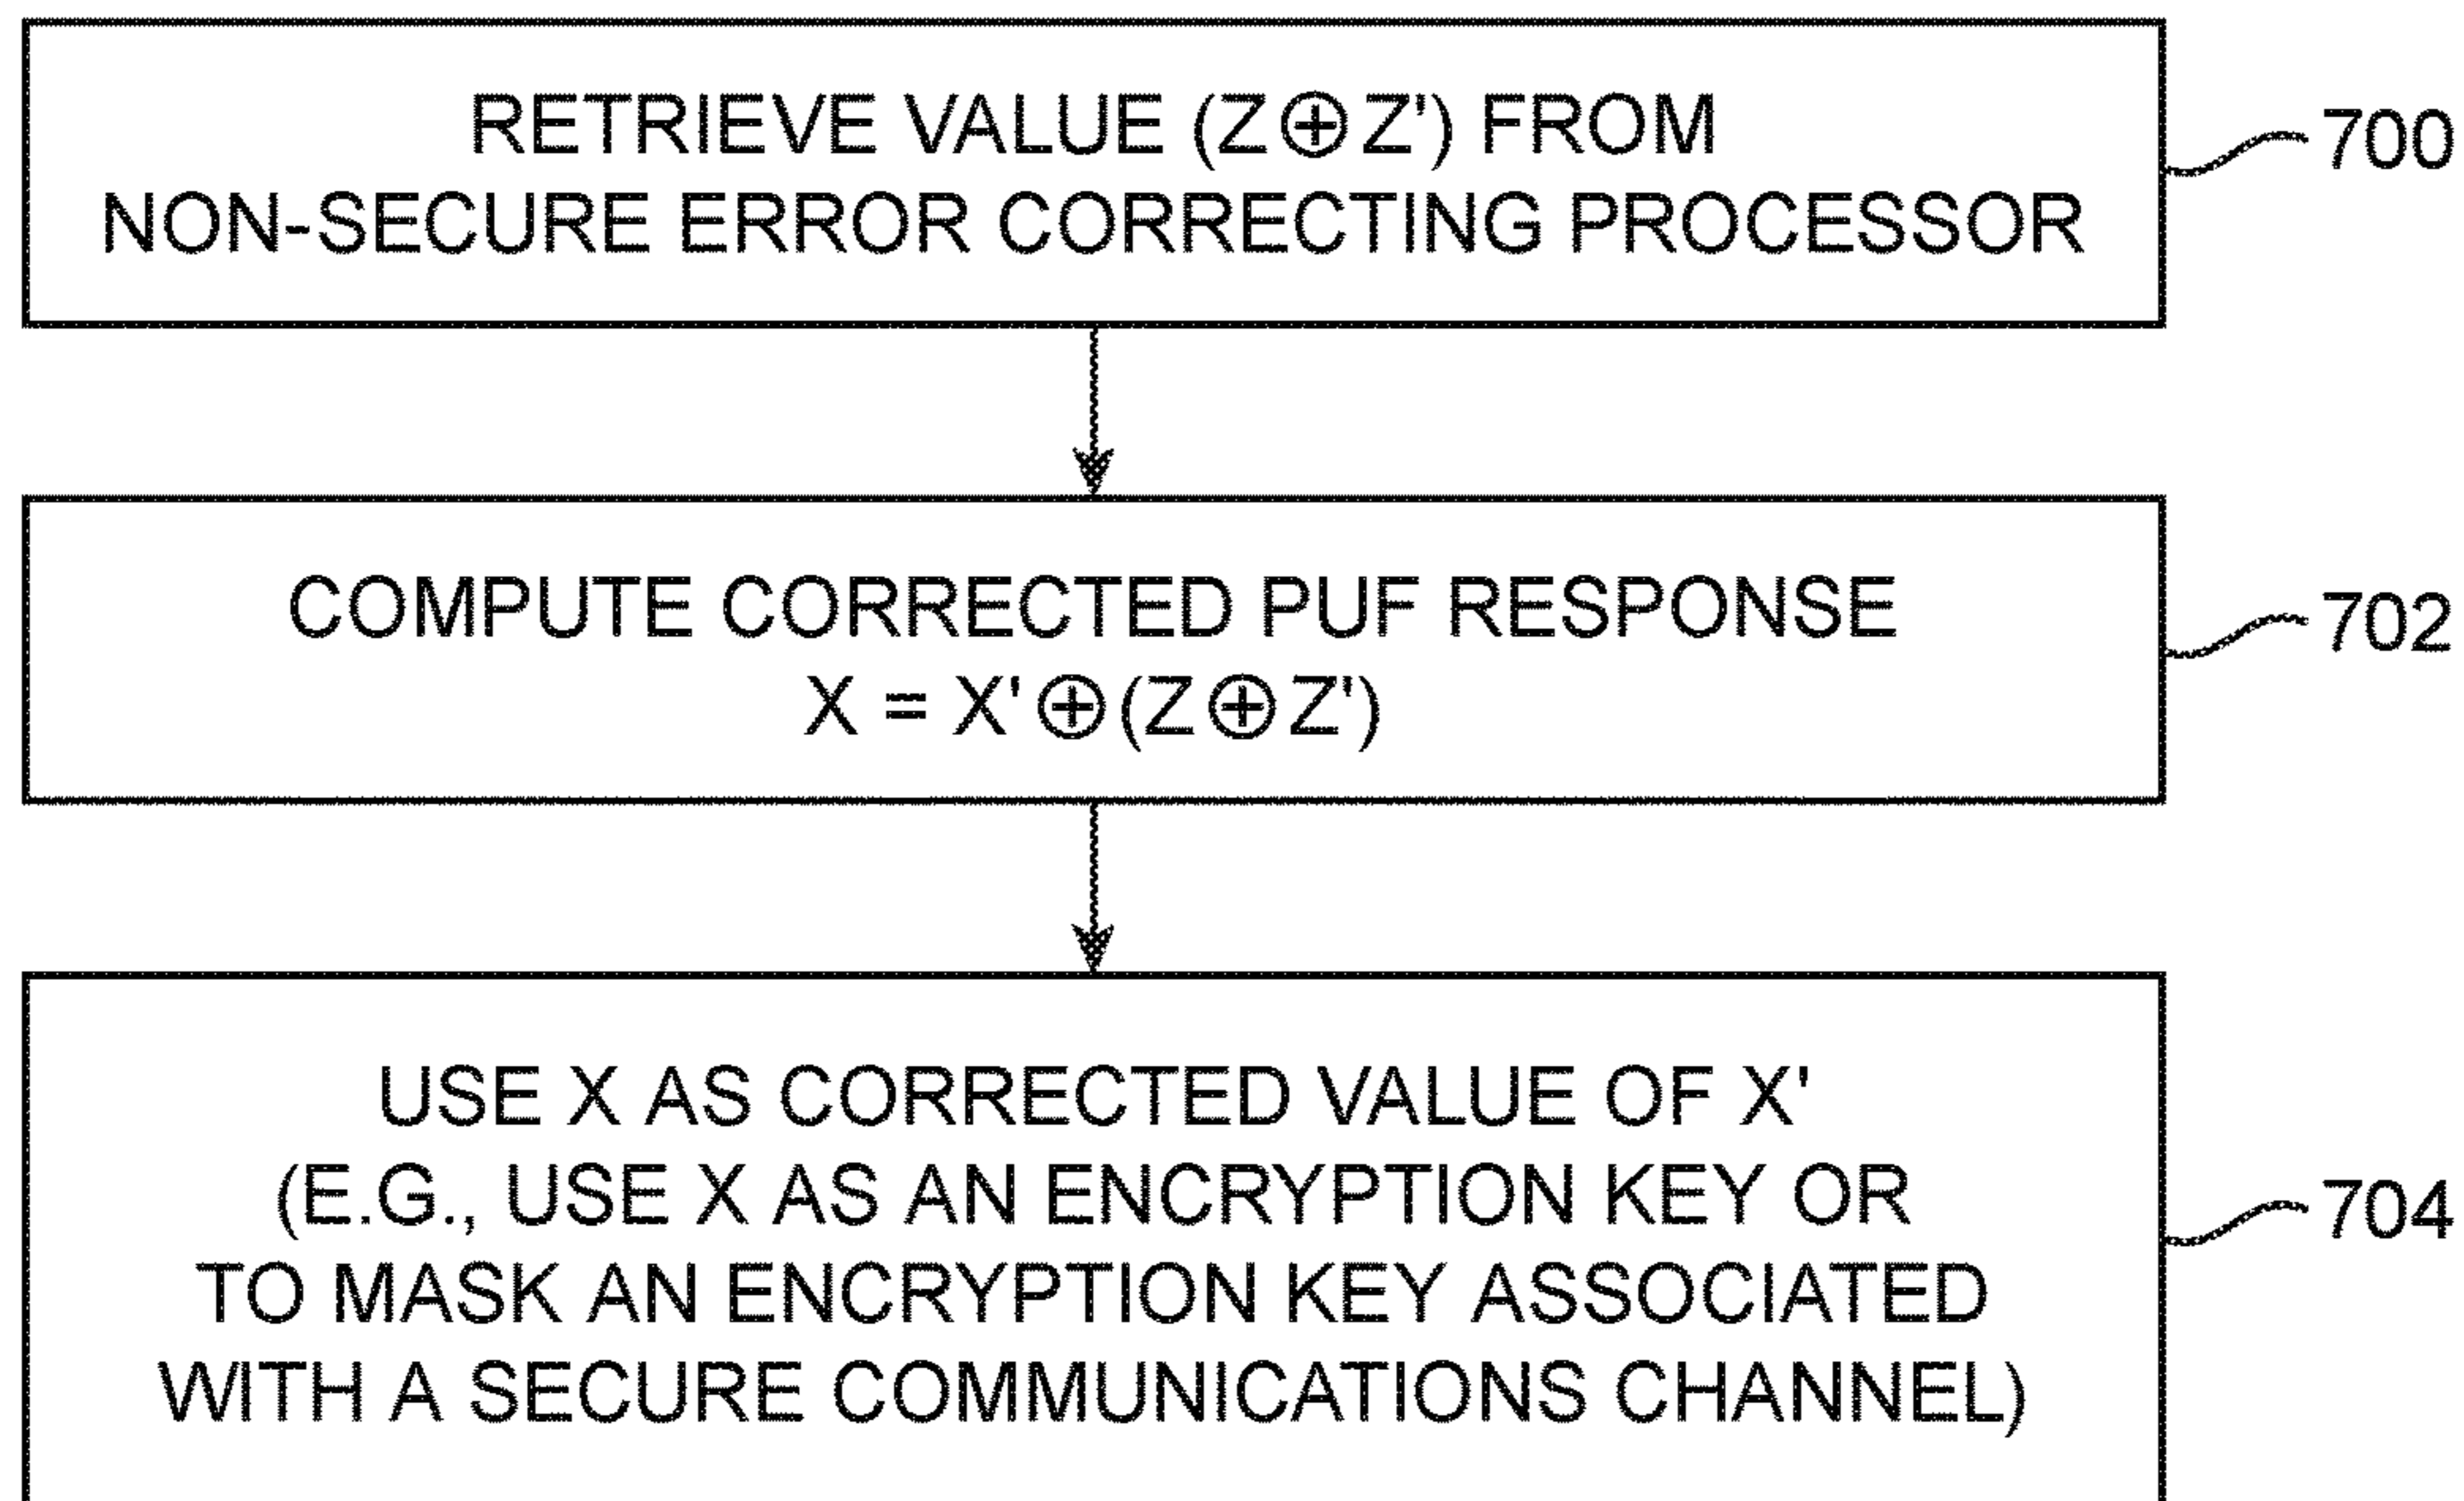 RETRIEVE VALUE (Z⊕Z') FROM
NON-SECURE ERROR CORRECTING PROCESSOR
700
COMPUTE CORRECTED PUF RESPONSE
X = X'⊕(Z⊕Z')
702
USE X AS CORRECTED VALUE OF X'
(E.G., USE X AS AN ENCRYPTION KEY OR
TO MASK AN ENCRYPTION KEY ASSOCIATED
WITH A SECURE COMMUNICATIONS CHANNEL)
704